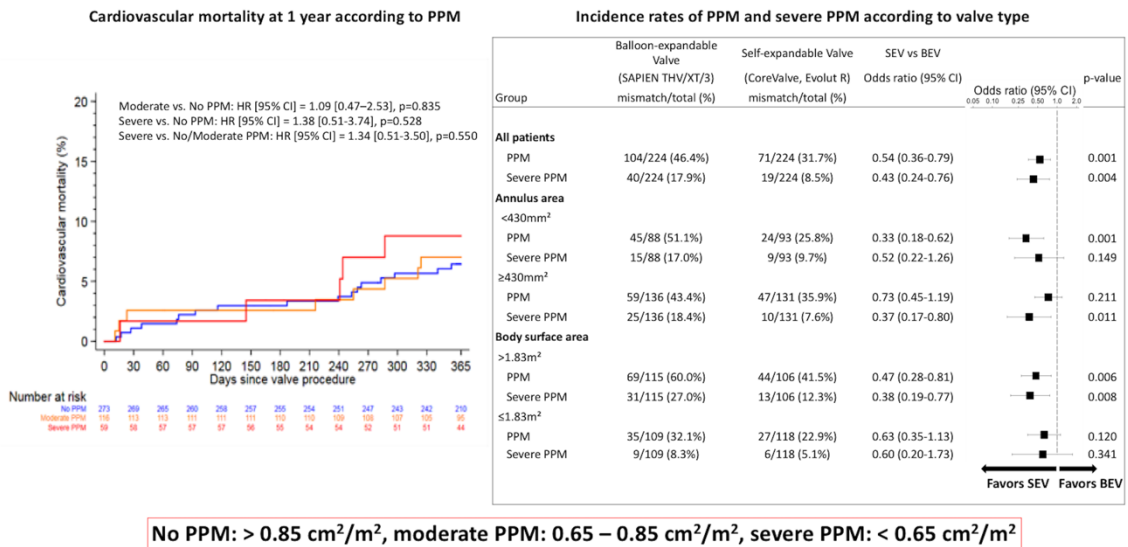 Cardiovascular mortality at 1 year according to PPM
Cardiovascular mortality (%)
20
15
10
5
0
Moderate vs. No PPM: HR [95% CI] = 1.09 [0.47–2.53), p=0.835
Severe vs. No PPM: HR [95% CI] = 1.38 [0.51-3.74), p=0.528
Severe vs. No/Moderate PPM: HR [95% CI] = 1.34 [0.51-3.50), p=0.550
0 30 60 90 120 150 180 210 240 270 300 330 365
Days since valve procedure
Number at risk
No PPM 273 269 265 260 258 257 255 254 251 247 243 242 210
Moderate PPM 116 113 113 111 111 111 110 110 109 108 107 105 95
Severe PPM 59 58 57 57 57 56 55 54 54 52 51 51 44
Incidence rates of PPM and severe PPM according to valve type
Balloon-expandable Self-expandable Valve SEV vs BEV
Valve
(SAPIEN THV/XT/3) (CoreValve, Evolut R) Odds ratio (95% CI) p-value
Group mismatch/total (%) mismatch/total (%) Odds ratio (95% CI)
0.05 0.10 0.25 0.50 1.0 2.0
All patients
PPM 104/224 (46.4%) 71/224 (31.7%) 0.54 (0.36-0.79) 0.001
Severe PPM 40/224 (17.9%) 19/224 (8.5%) 0.43 (0.24-0.76) 0.004
Annulus area
<430mm²
PPM 45/88 (51.1%) 24/93 (25.8%) 0.33 (0.18-0.62) 0.001
Severe PPM 15/88 (17.0%) 9/93 (9.7%) 0.52 (0.22-1.26) 0.149
≥430mm²
PPM 59/136 (43.4%) 47/131 (35.9%) 0.73 (0.45-1.19) 0.211
Severe PPM 25/136 (18.4%) 10/131 (7.6%) 0.37 (0.17-0.80) 0.011
Body surface area
>1.83m²
PPM 69/115 (60.0%) 44/106 (41.5%) 0.47 (0.28-0.81) 0.006
Severe PPM 31/115 (27.0%) 13/106 (12.3%) 0.38 (0.19-0.77) 0.008
≤1.83m²
PPM 35/109 (32.1%) 27/118 (22.9%) 0.63 (0.35-1.13) 0.120
Severe PPM 9/109 (8.3%) 6/118 (5.1%) 0.60 (0.20-1.73) 0.341
Favors SEV Favors BEV
No PPM: > 0.85 cm²/m², moderate PPM: 0.65 – 0.85 cm²/m², severe PPM: < 0.65 cm²/m²